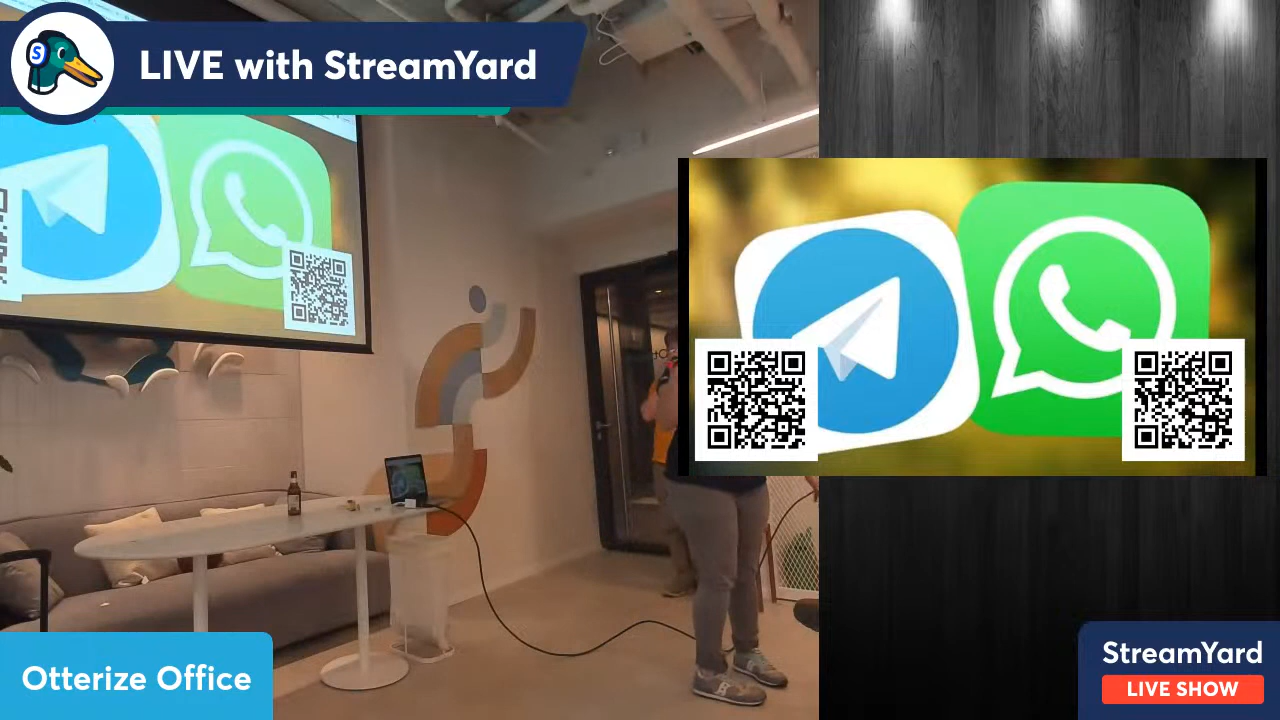 S
LIVE with StreamYard
Otterize Office
StreamYard
LIVE SHOW